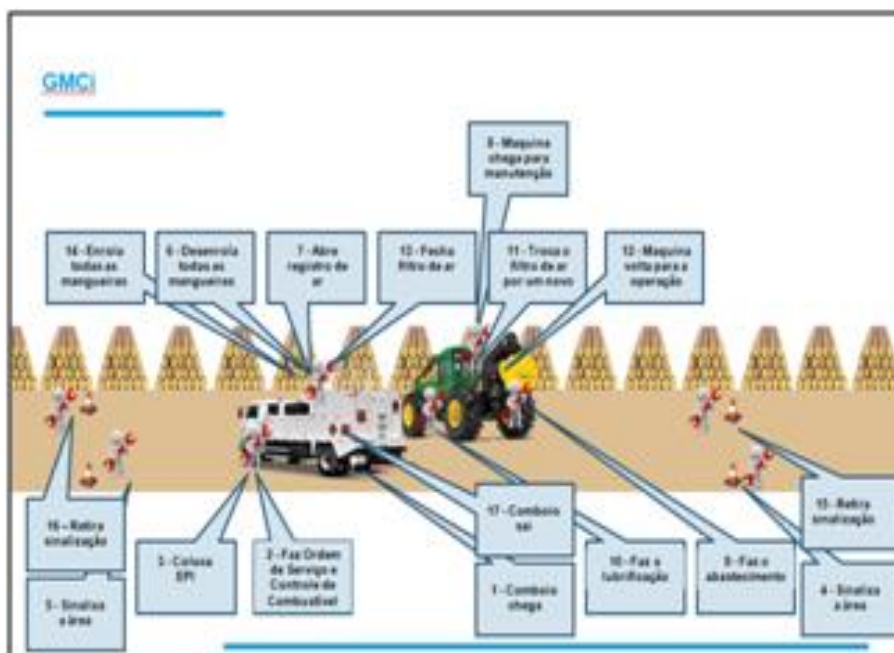 GMCi
8 - Maquina
chega para
manutenção
14 - Enrola
todas as
mangueiras
6 - Desenrola
todas as
mangueiras
7 - Abre
registro de
ar
13 - Fecha
filtro de ar
11 - Troca o
filtro de ar
por um novo
12 - Maquina
volta para a
operação
16 - Retira
sinalização
5 - Sinaliza
a área
3 - Coloca
EPI
2 - Faz Ordem
de Serviço e
Controle de
Combustível
17 - Comboio
sai
1 - Comboio
chega
10 - Faz a
lubrificação
9 - Faz o
abastecimento
15 - Retira
sinalização
4 - Sinaliza
a área